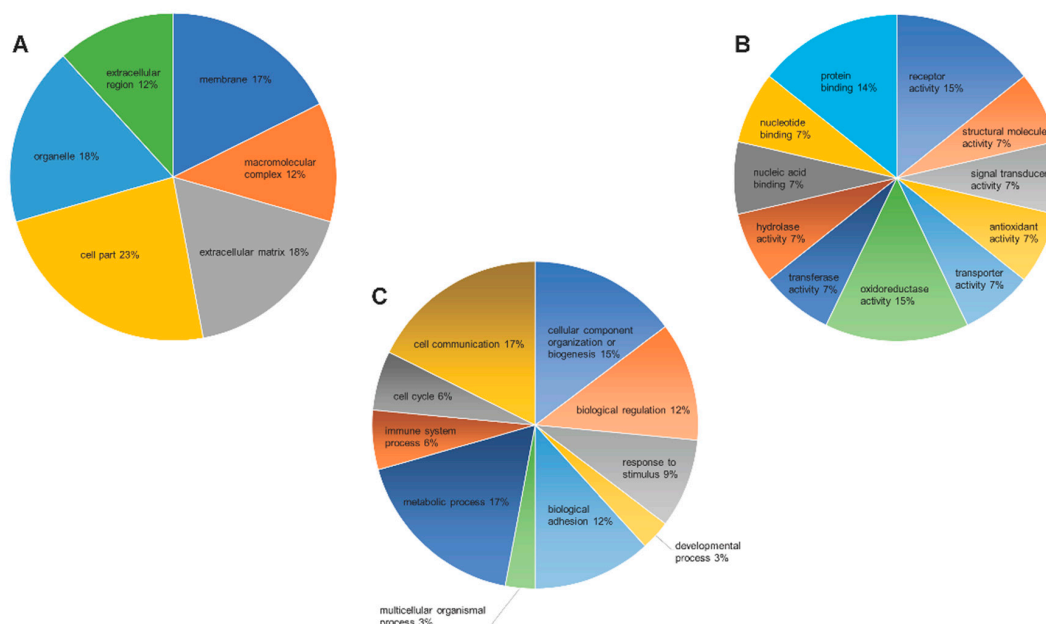 A
extracellular
region 12%
membrane 17%
organelle 18%
macromolecular
complex 12%
cell part 23%
extracellular matrix 18%
B
protein
binding 14%
receptor
activity 15%
nucleotide
binding 7%
structural molecule
activity 7%
nucleic acid
binding 7%
signal transducer
activity 7%
hydrolase
activity 7%
antioxidant
activity 7%
transferase
activity 7%
oxidoreductase
activity 15%
transporter
activity 7%
C
cell communication 17%
cellular component
organization or
biogenesis 15%
cell cycle 6%
biological regulation 12%
immune system
process 6%
response to
stimulus 9%
metabolic process 17%
biological
adhesion 12%
developmental
process 3%
multicellular organismal
process 3%